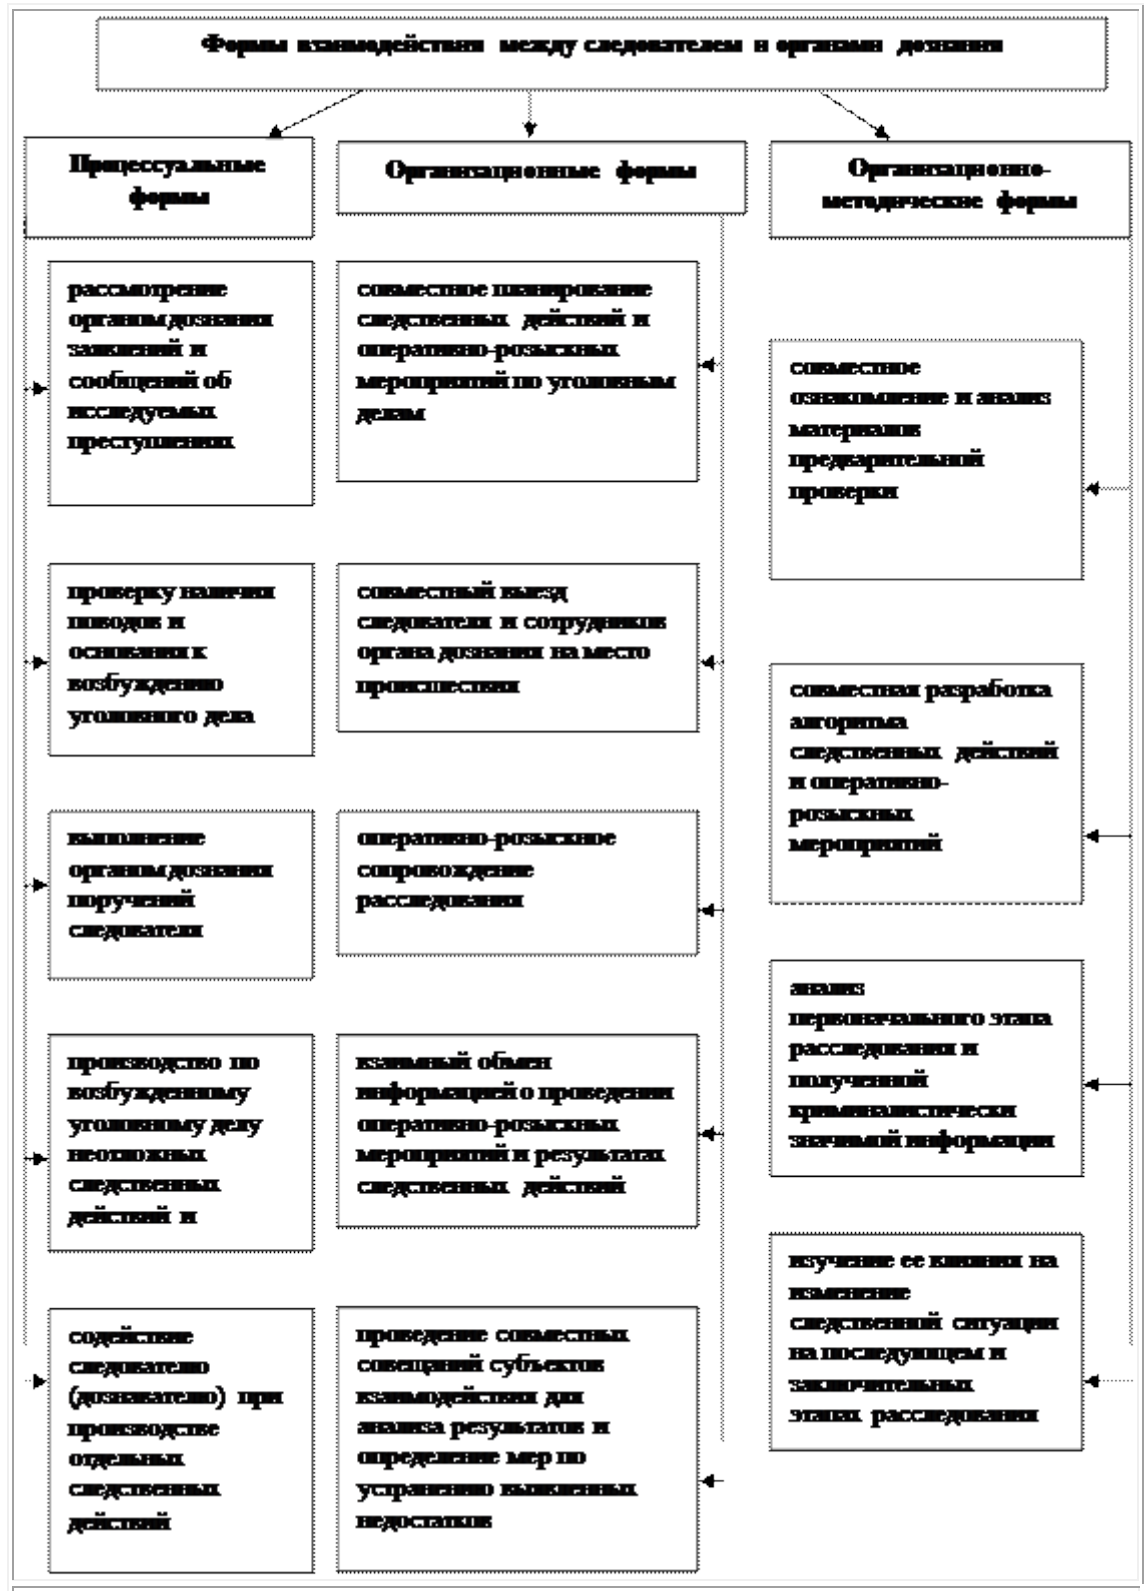 Формы взаимодействия между следователем и органами дознания
Процессуальные
формы
рассмотрение
органом дознания
заявлений и
сообщений об
исследуемых
преступлениях
проверку наличия
поводов и
основания к
возбуждению
уголовного дела
выполнение
органом дознания
поручений
следователя
производство по
возбужденному
уголовному делу
неотложных
следственных
действий и
содействие
следователю
(дознавателю) при
производстве
отдельных
следственных
действий
Организационные формы
совместное планирование
следственных действий и
оперативно-розыскных
мероприятий по уголовным
делам
совместный выезд
следователя и сотрудников
органа дознания на место
происшествия
оперативно-розыскное
сопровождение
расследования
взаимный обмен
информацией о проведении
оперативно-розыскных
мероприятий и результатах
следственных действий
проведение совместных
совещаний субъектов
взаимодействия для
анализа результатов и
определение мер по
устранению выявленных
недостатков
Организационно-
методические формы
совместное
ознакомление и анализ
материалов
предварительной
проверки
совместная разработка
алгоритма
следственных действий
и оперативно-
розыскных
мероприятий
анализ
первоначального этапа
расследования и
полученной
криминалистически
значимой информации
изучение ее влияния на
изменение
следственной ситуации
на последующем и
заключительных
этапах расследования